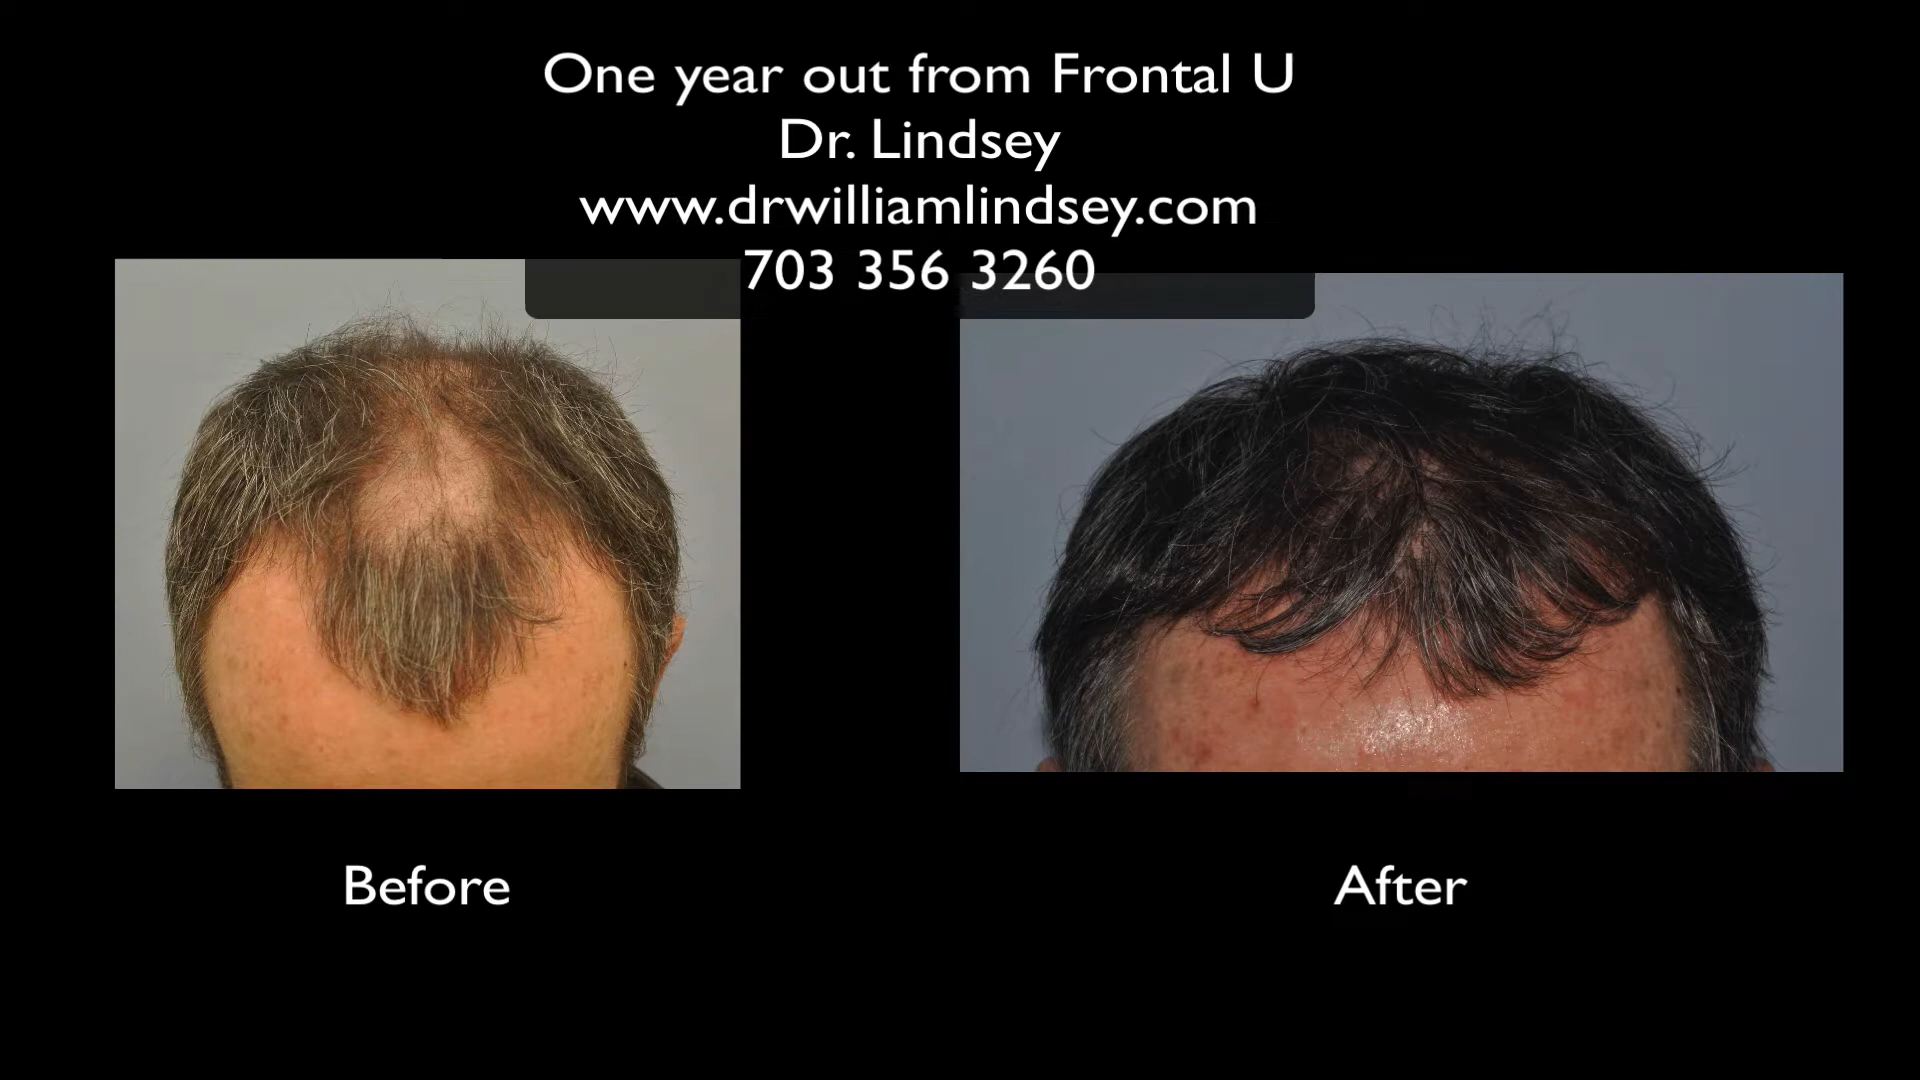 One year out from Frontal U
Dr. Lindsey
www.drwilliamlindsey.com
703 356 3260
Before
After